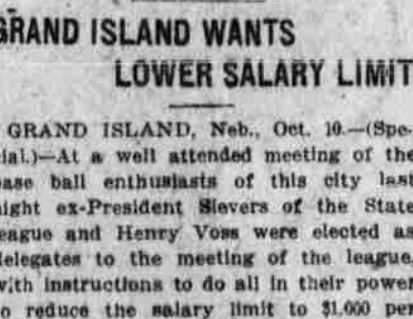 GRAND ISLAND WANTS
LOWER SALARY LIMIT
GRAND ISLAND, Neb., Oct. 10.—(Spe-
cial.)—At a well attended meeting of the
base ball enthusiasts of this city last
night ex-President Sievers of the State
league and Henry Voss were elected as
delegates to the meeting of the league,
with instructions to do all in their power
to reduce the salary limit to $1,000 per